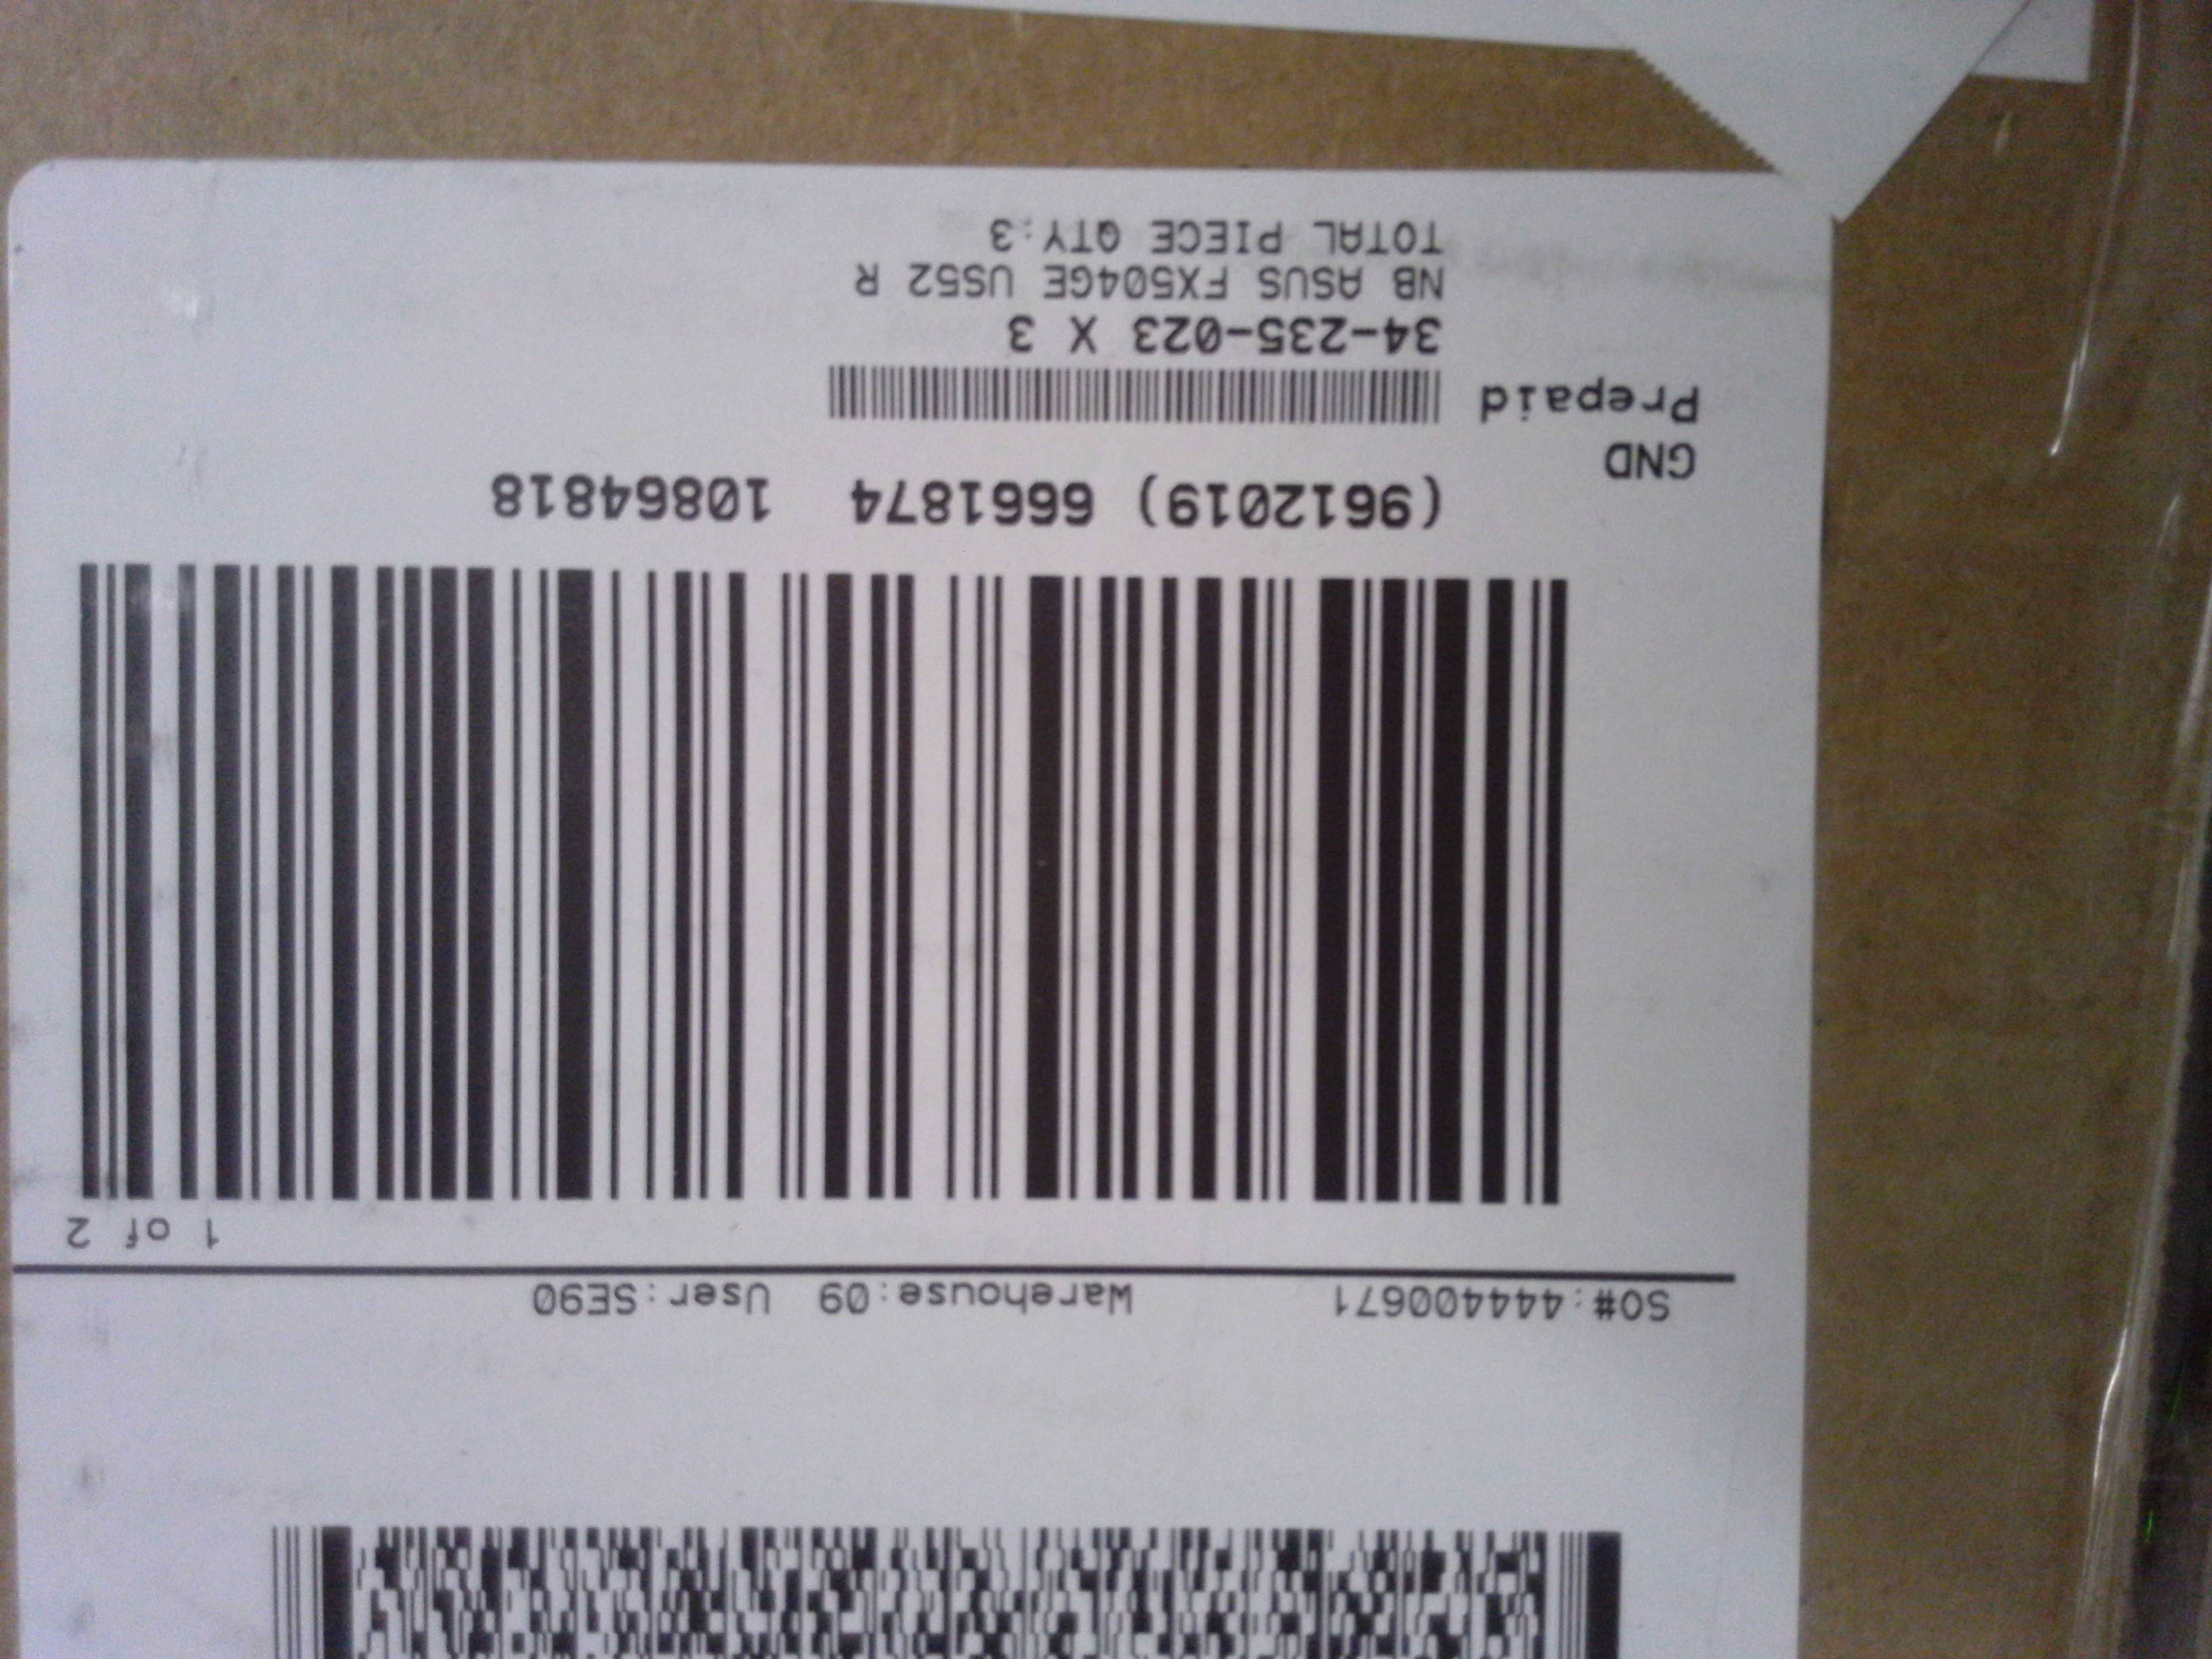 SO#:444400671 Warehouse:09 User:SE90
1 of 2
(9612019) 6661874 10864818
GND
Prepaid
34-235-023 X 3
NB ASUS FX504GE US52 R
TOTAL PIECE QTY:3